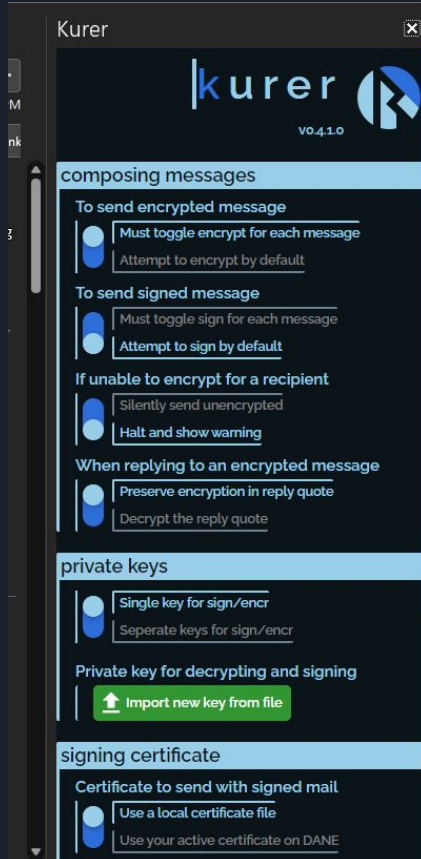 Kurer
PM
nk
g
kurer
v0.4.1.0
composing messages
To send encrypted message
Must toggle encrypt for each message
Attempt to encrypt by default
To send signed message
Must toggle sign for each message
Attempt to sign by default
If unable to encrypt for a recipient
Silently send unencrypted
Halt and show warning
When replying to an encrypted message
Preserve encryption in reply quote
Decrypt the reply quote
private keys
Single key for sign/encr
Seperate keys for sign/encr
Private key for decrypting and signing
Import new key from file
signing certificate
Certificate to send with signed mail
Use a local certificate file
Use your active certificate on DANE